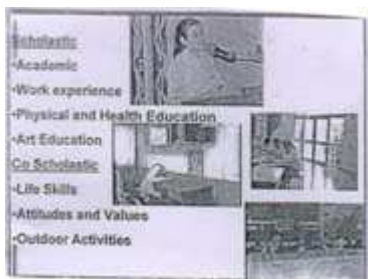 Scholastic
•Academic
•Work experience
•Physical and Health Education
•Art Education
Co Scholastic
•Life Skills
•Attitudes and Values
•Outdoor Activities